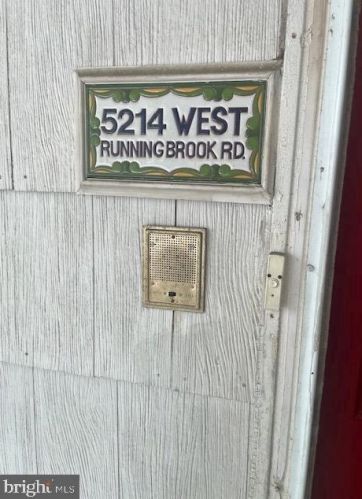 5214 WEST
RUNNING BROOK RD.
bright MLS